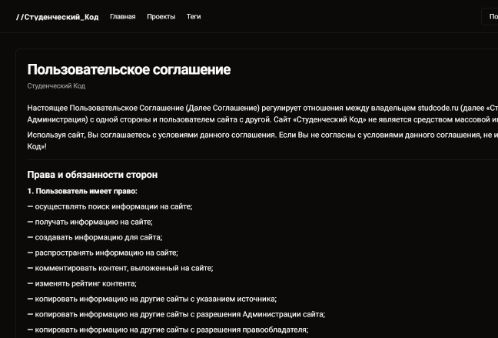 //Студенческий_Код Главная Проекты Теги По
Пользовательское соглашение
Студенческий Код
Настоящее Пользовательское Соглашение (Далее Соглашение) регулирует отношения между владельцем studcode.ru (далее «Ст
Администрация) с одной стороны и пользователем сайта с другой. Сайт «Студенческий Код» не является средством массовой
Используя сайт, Вы соглашаетесь с условиями данного соглашения. Если Вы не согласны с условиями данного соглашения, не
Код»!
Права и обязанности сторон
1. Пользователь имеет право:
— осуществлять поиск информации на сайте;
— получать информацию на сайте;
— создавать информацию для сайта;
— распространять информацию на сайте;
— комментировать контент, выложенный на сайте;
— изменять рейтинг контента;
— копировать информацию на другие сайты с указанием источника;
— копировать информацию на другие сайты с разрешения Администрации сайта;
— копировать информацию на другие сайты с разрешения правообладателя;